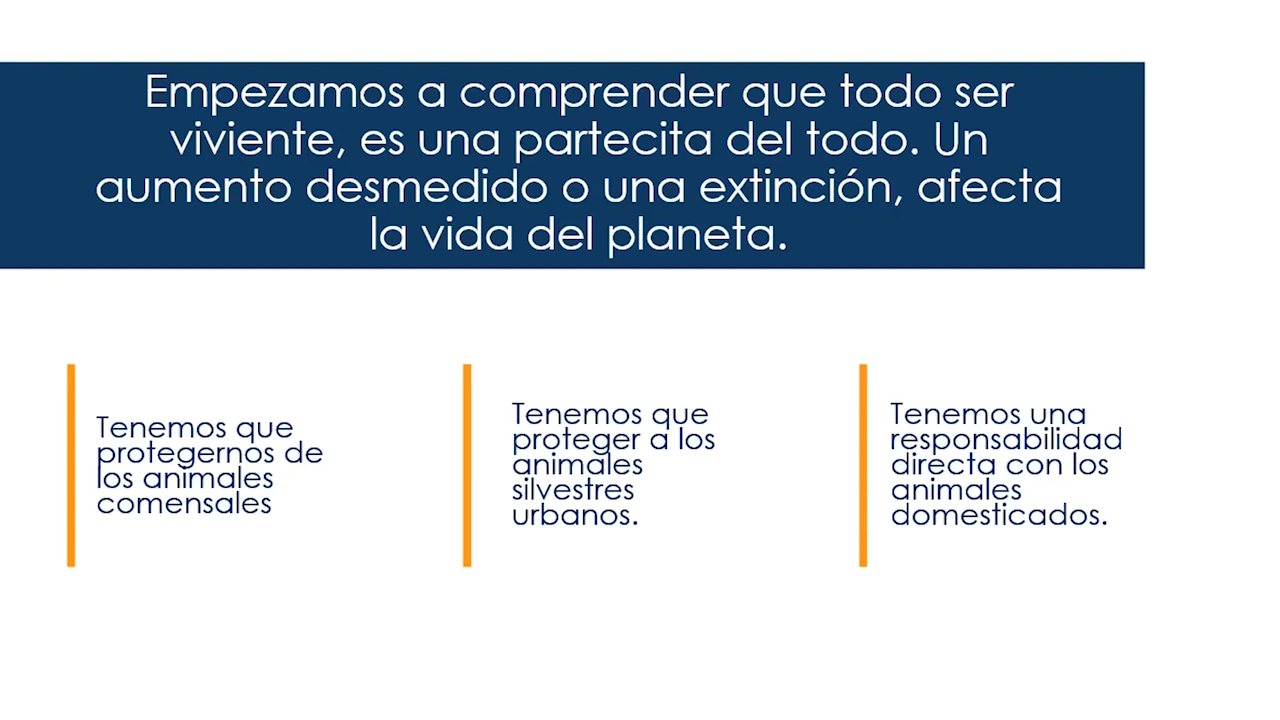 Empezamos a comprender que todo ser
viviente, es una partecita del todo. Un
aumento desmedido o una extinción, afecta
la vida del planeta.
Tenemos que
protegernos de
los animales
comensales
Tenemos que
proteger a los
animales
silvestres
urbanos.
Tenemos una
responsabilidad
directa con los
animales
domesticados.